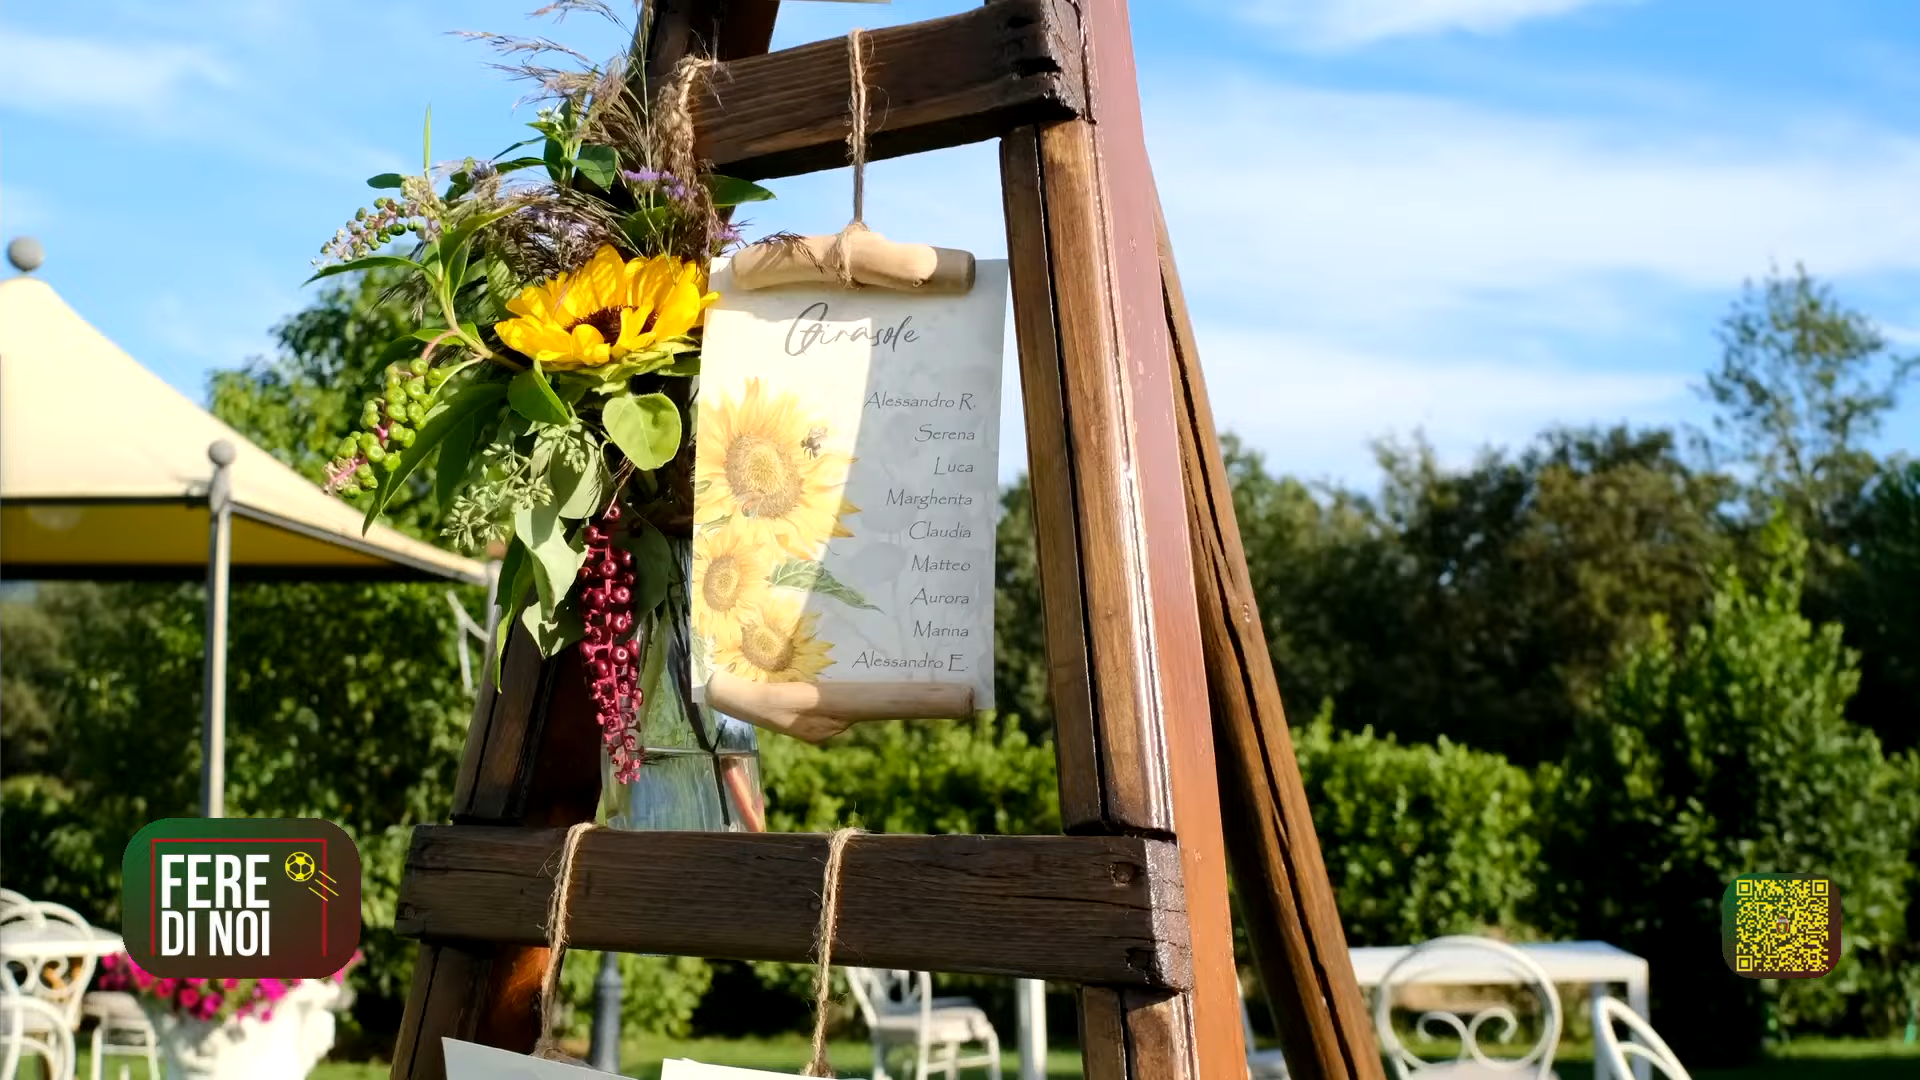 Girasole
Alessandro R.
Serena
Luca
Margherita
Claudia
Matteo
Aurora
Marina
Alessandro E.
FERE
DI NOI